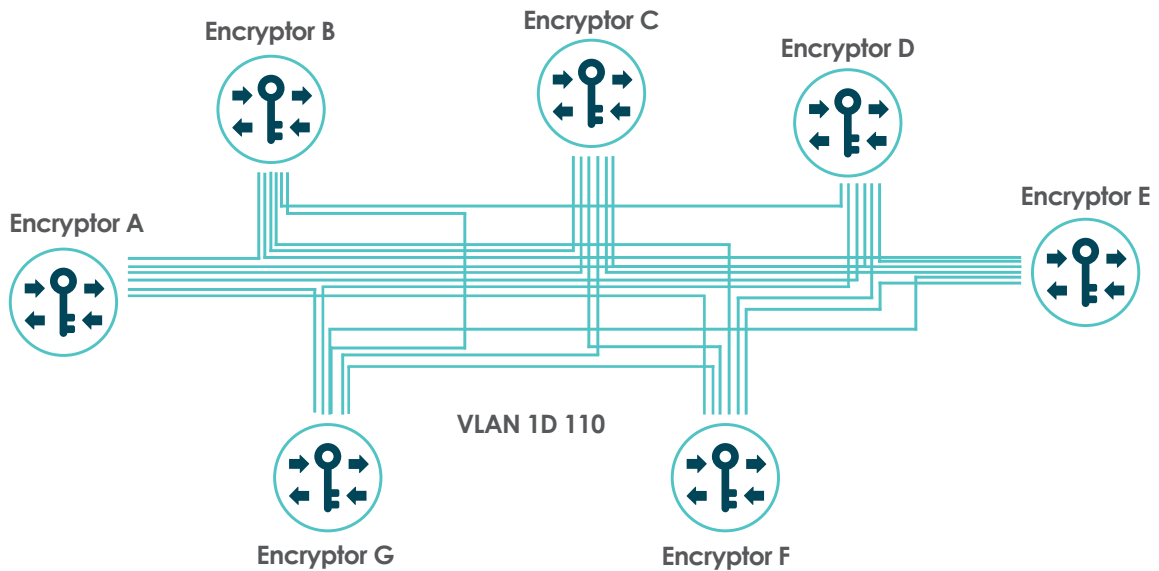 Encryptor B
Encryptor C
Encryptor D
Encryptor A
Encryptor E
VLAN 1D 110
Encryptor G
Encryptor F